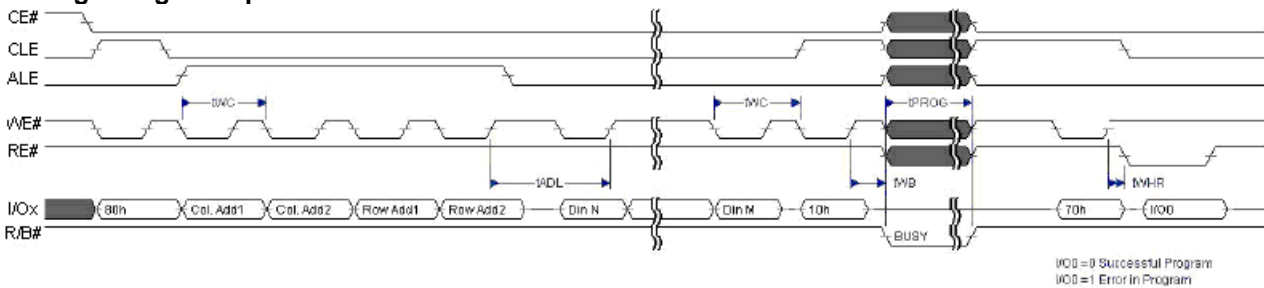 CE#
CLE
ALE
tWC
tWC
tPROG
WE#
RE#
tADL
tWB
tWHR
I/Ox
80h
Col. Add1
Col. Add2
Row Add1
Row Add2
Din N
Din M
10h
70h
I/O0
R/B#
BUSY
I/O0=0 Successful Program
I/O0=1 Error in Program